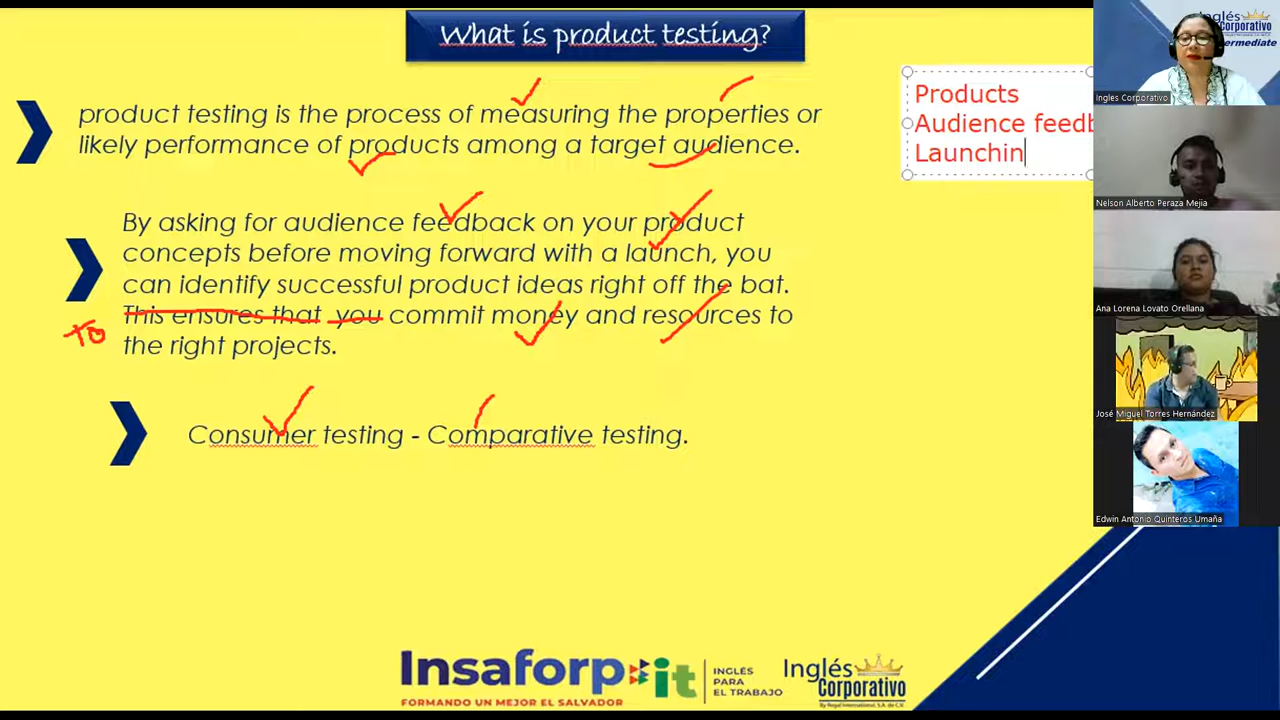 What is product testing?
product testing is the process of measuring the properties or
likely performance of products among a target audience.
By asking for audience feedback on your product
concepts before moving forward with a launch, you
can identify successful product ideas right off the bat.
This ensures that you commit money and resources to
To
the right projects.
Consumer testing - Comparative testing.
Products
Audience feedb
Launchin
Inglés
Corporativo
Intermediate
Ingles Corporativo
Nelson Alberto Peraza Mejia
Ana Lorena Lovato Orellana
José Miguel Torres Hernández
Edwin Antonio Quinteros Umaña
Insaforp it
FORMANDO UN MEJOR EL SALVADOR
INGLÉS
PARA
EL TRABAJO
Inglés
Corporativo
By Regal International, S.A. de C.V.